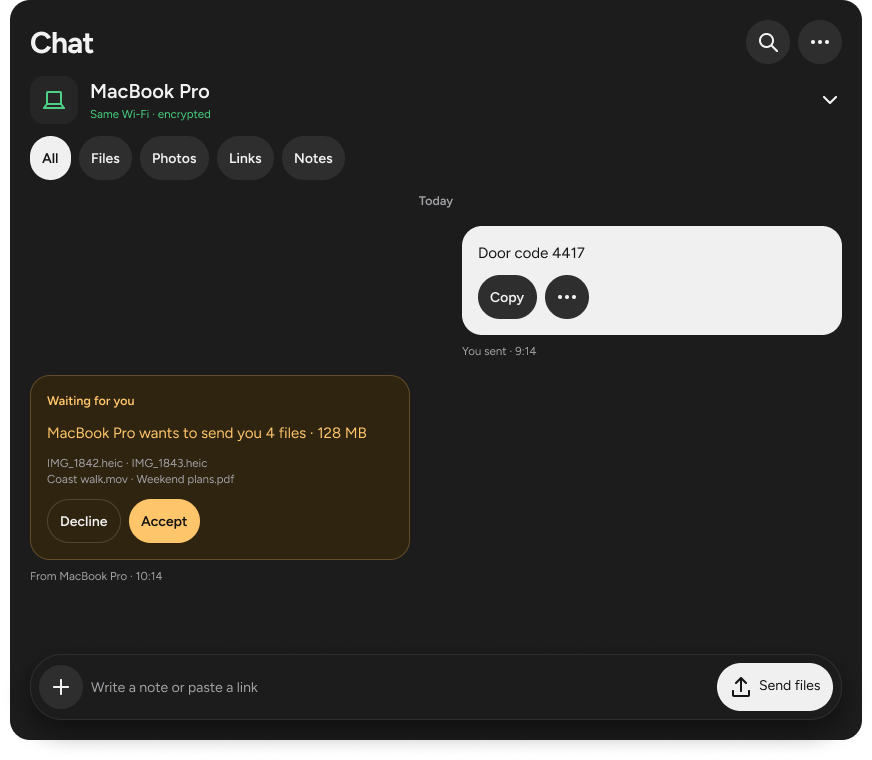 Chat
MacBook Pro
Same Wi-Fi · encrypted
All Files Photos Links Notes
Today
Door code 4417
Copy
You sent · 9:14
Waiting for you
MacBook Pro wants to send you 4 files · 128 MB
IMG_1842.heic · IMG_1843.heic
Coast walk.mov · Weekend plans.pdf
Decline Accept
From MacBook Pro · 10:14
Write a note or paste a link Send files